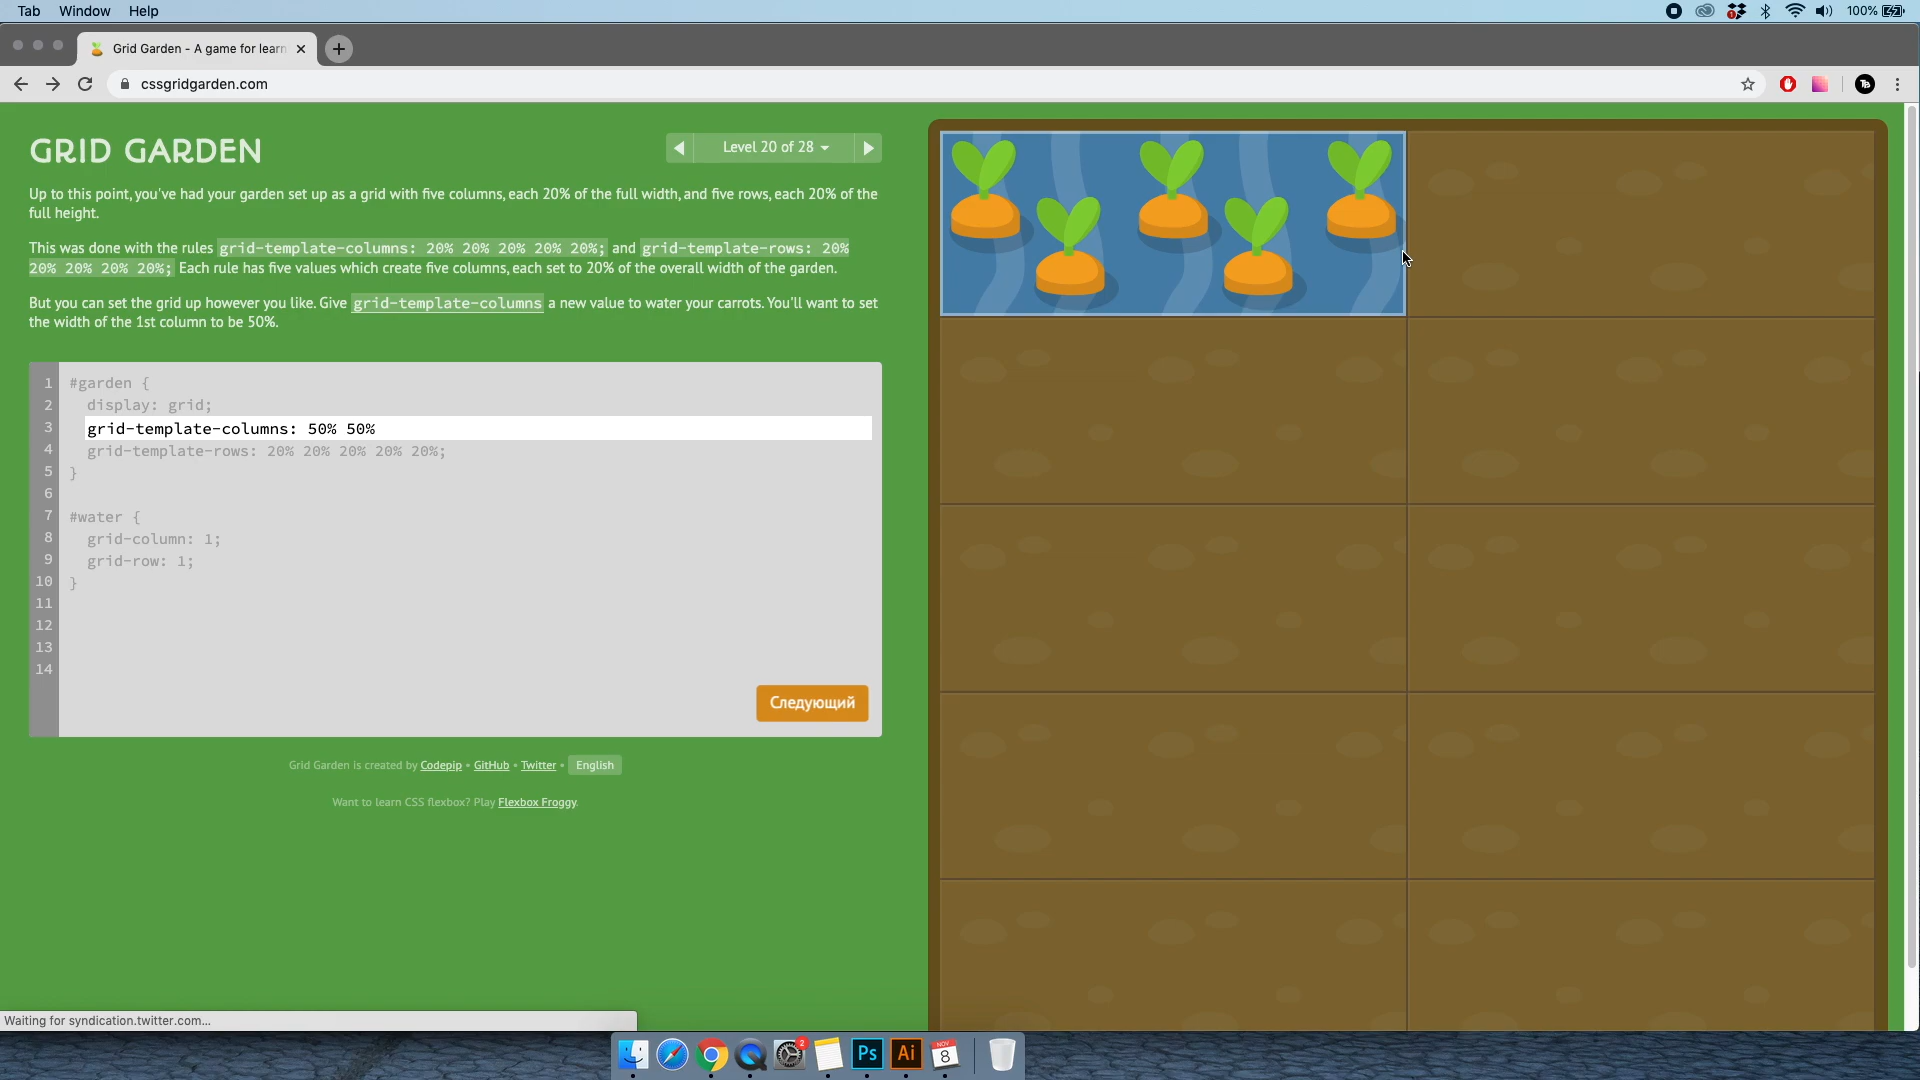 Tab Window Help
100%
Grid Garden - A game for learn
cssgridgarden.com
GRID GARDEN
Level 20 of 28
Up to this point, you've had your garden set up as a grid with five columns, each 20% of the full width, and five rows, each 20% of the
full height.
This was done with the rules grid-template-columns: 20% 20% 20% 20% 20%; and grid-template-rows: 20%
20% 20% 20% 20%; Each rule has five values which create five columns, each set to 20% of the overall width of the garden.
But you can set the grid up however you like. Give grid-template-columns a new value to water your carrots. You'll want to set
the width of the 1st column to be 50%.
1 #garden {
2 display: grid;
3 grid-template-columns: 50% 50%
4 grid-template-rows: 20% 20% 20% 20% 20%;
5 }
6
7 #water {
8 grid-column: 1;
9 grid-row: 1;
10 }
11
12
13
14
Следующий
Grid Garden is created by Codepip • GitHub • Twitter • English
Want to learn CSS flexbox? Play Flexbox Froggy.
Waiting for syndication.twitter.com...
2
Ps
Ai
NOV
8